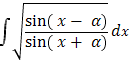 ∫ √(sin( x − α) / sin( x + α)) dx